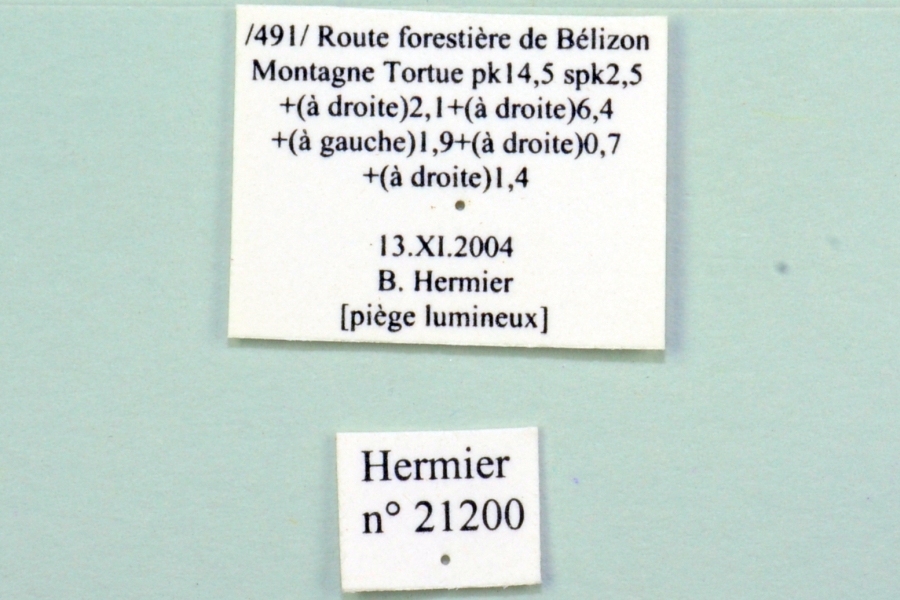 /491/ Route forestière de Bélizon
Montagne Tortue pk14,5 spk2,5
+(à droite)2,1+(à droite)6,4
+(à gauche)1,9+(à droite)0,7
+(à droite)1,4
13.XI.2004
B. Hermier
[piège lumineux]
Hermier
n° 21200